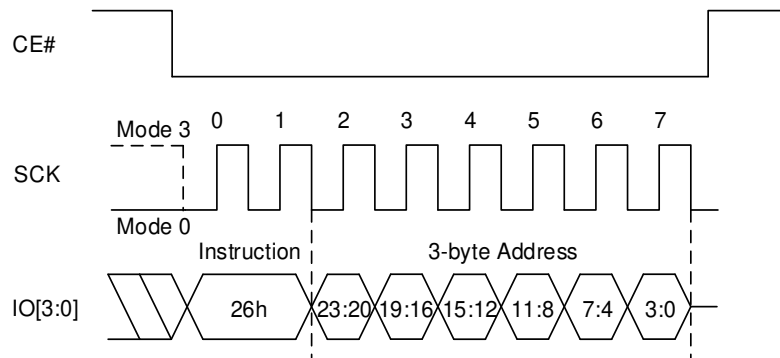 CE#
Mode 3 0 1 2 3 4 5 6 7
SCK
Mode 0
Instruction 3-byte Address
IO[3:0] 26h 23:20 19:16 15:12 11:8 7:4 3:0